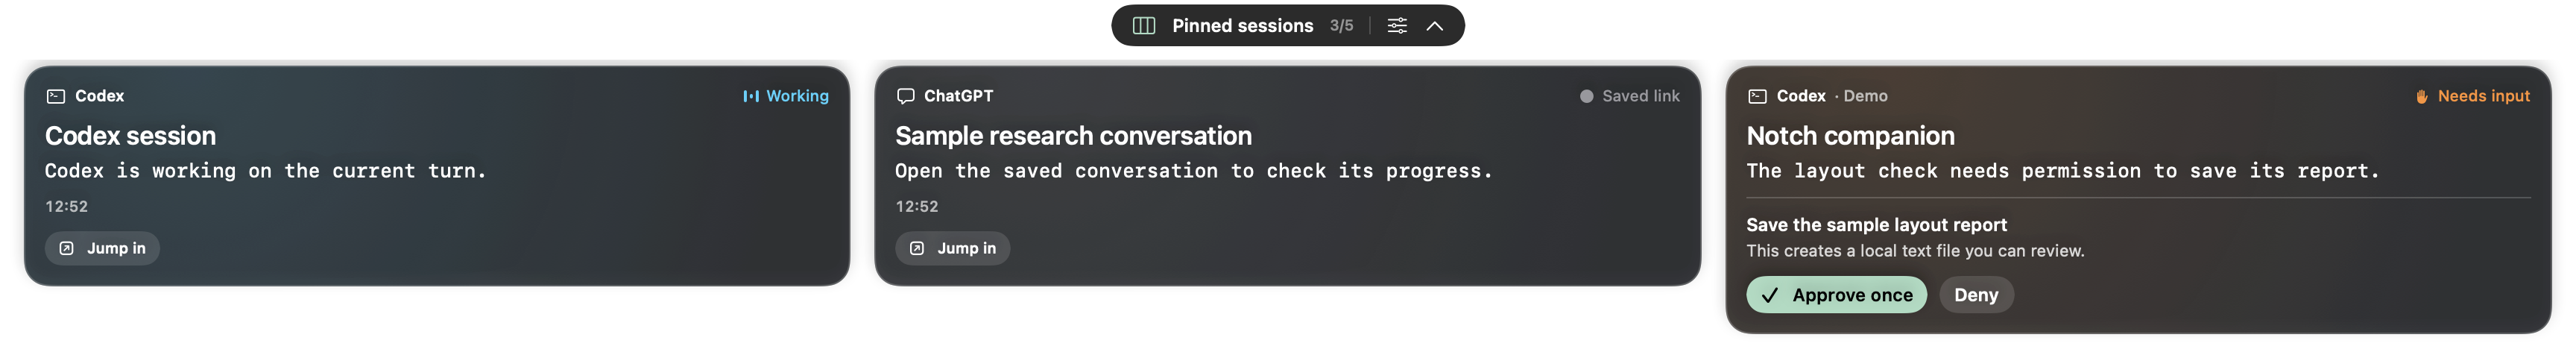 Pinned sessions 3/5
Codex Working
Codex session
Codex is working on the current turn.
12:52
Jump in
ChatGPT Saved link
Sample research conversation
Open the saved conversation to check its progress.
12:52
Jump in
Codex · Demo Needs input
Notch companion
The layout check needs permission to save its report.
Save the sample layout report
This creates a local text file you can review.
Approve once Deny